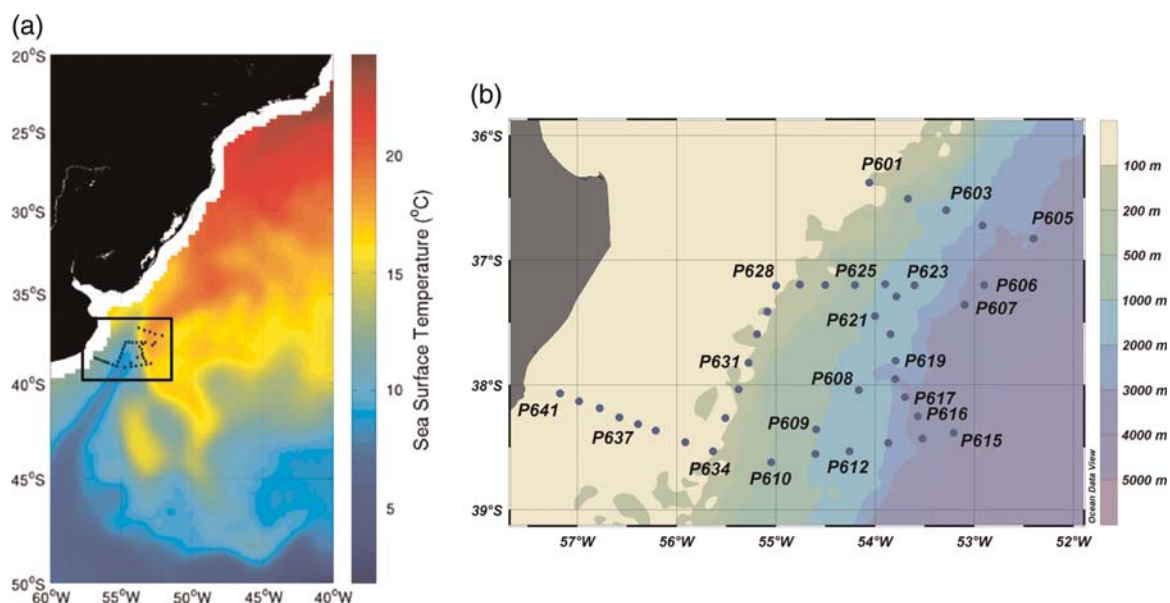 (a)
20°S
25°S
30°S
35°S
40°S
45°S
50°S
60°W 55°W 50°W 45°W 40°W
20
15
10
5
Sea Surface Temperature (°C)
(b)
36°S
37°S
38°S
39°S
57°W 56°W 55°W 54°W 53°W 52°W
P601
P603
P605
P628 P625 P623
P606
P607
P621
P631 P619
P608
P617
P641 P616
P609
P637 P615
P634 P612
P610
100 m
200 m
500 m
1000 m
2000 m
3000 m
4000 m
5000 m
Ocean Data View